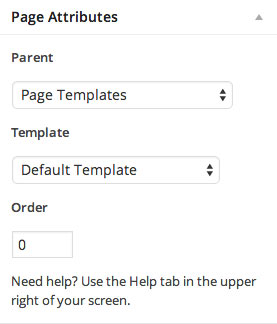 Page Attributes
Parent
Page Templates
Template
Default Template
Order
0
Need help? Use the Help tab in the upper
right of your screen.